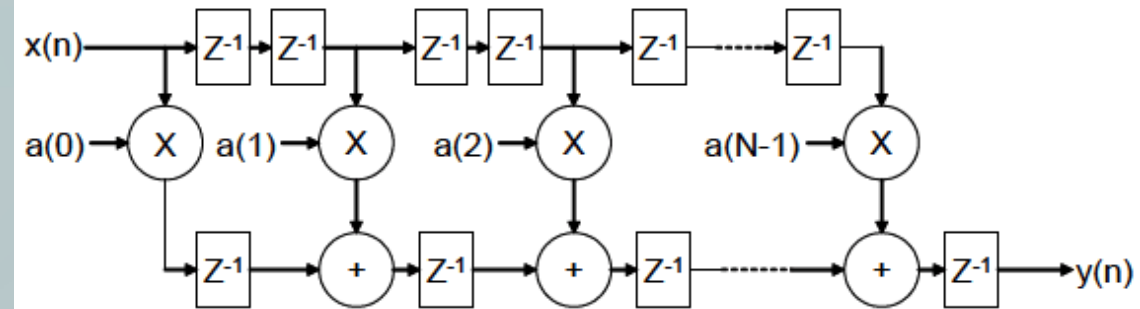 x(n) Z-1 Z-1 Z-1 Z-1 Z-1 Z-1
a(0) X a(1) X a(2) X a(N-1) X
Z-1 + Z-1 + Z-1 + Z-1 y(n)